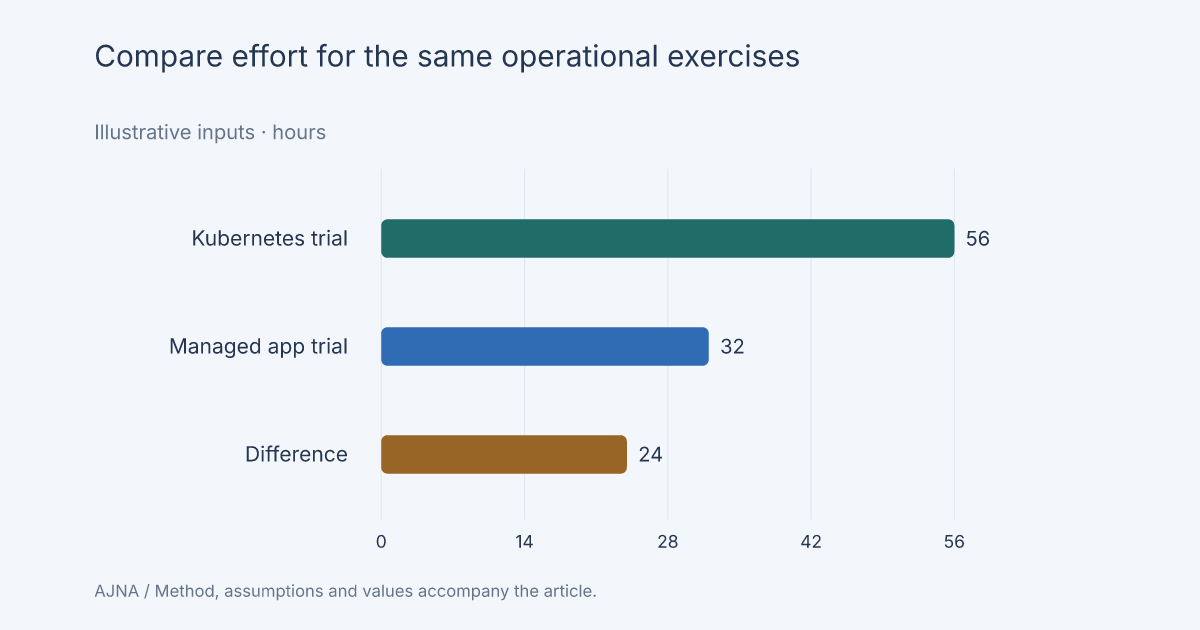 Compare effort for the same operational exercises
Illustrative inputs · hours
Kubernetes trial 56
Managed app trial 32
Difference 24
0 14 28 42 56
AJNA / Method, assumptions and values accompany the article.